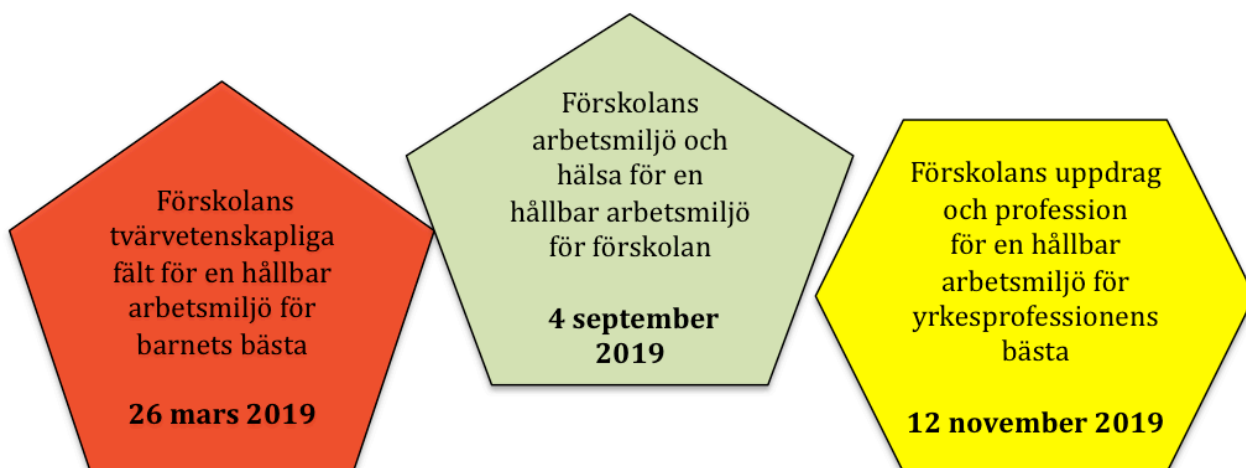 Förskolans
tvärvetenskapliga
fält för en hållbar
arbetsmiljö för
barnets bästa
26 mars 2019
Förskolans
arbetsmiljö och
hälsa för en
hållbar arbetsmiljö
för förskolan
4 september
2019
Förskolans uppdrag
och profession
för en hållbar
arbetsmiljö för
yrkesprofessionens
bästa
12 november 2019